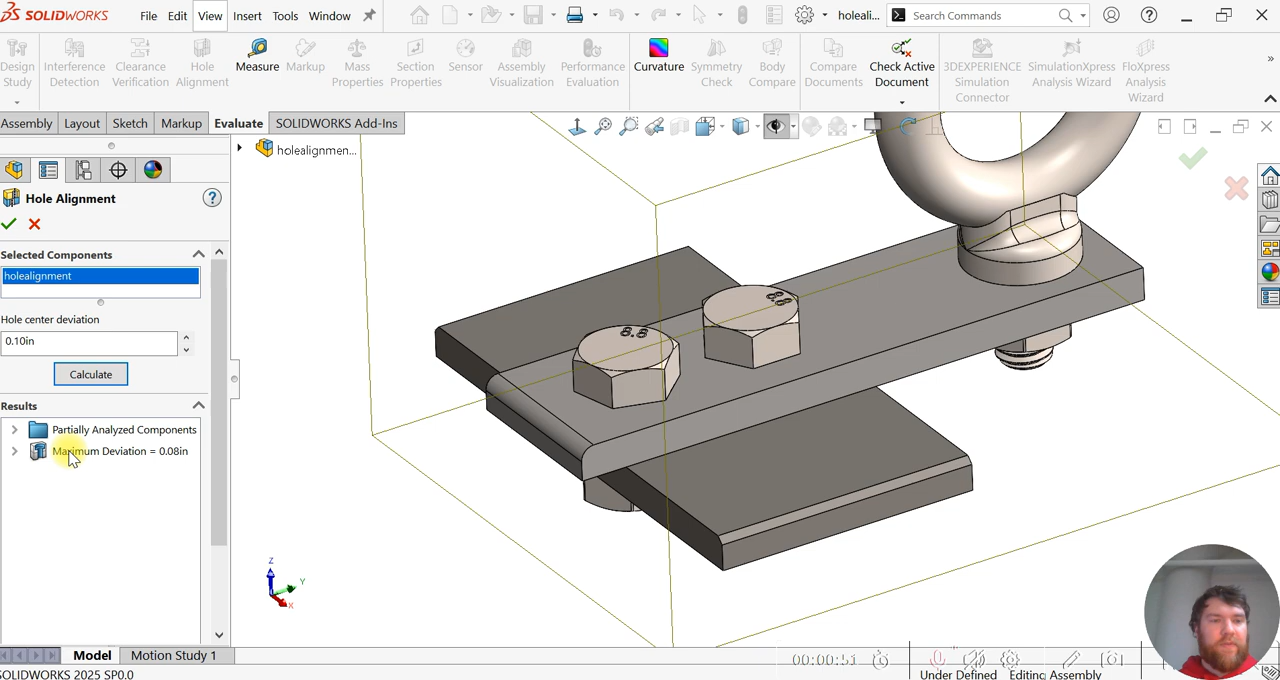 SOLIDWORKS File Edit View Insert Tools Window holeali... Search Commands
Design Study Interference Detection Clearance Verification Hole Alignment Measure Markup Mass Properties Section Properties Sensor Assembly Visualization Performance Evaluation Curvature Symmetry Check Body Compare Compare Documents Check Active Document 3DEXPERIENCE Simulation Connector SimulationXpress Analysis Wizard FloXpress Analysis Wizard
Assembly Layout Sketch Markup Evaluate SOLIDWORKS Add-Ins
holealignmen...
Hole Alignment
Selected Components
holealignment
Hole center deviation
0.10in
Calculate
Results
Partially Analyzed Components
Maximum Deviation = 0.08in
8.8
8.8
Z
Y
X
Model Motion Study 1
00:00:51
SOLIDWORKS 2025 SP0.0 Under Defined Editing Assembly